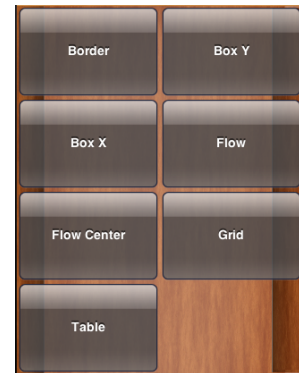 Border
Box Y
Box X
Flow
Flow Center
Grid
Table